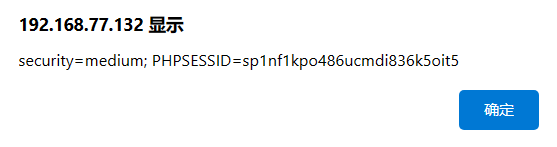 192.168.77.132 显示
security=medium; PHPSESSID=sp1nf1kpo486ucmdi836k5oit5
确定